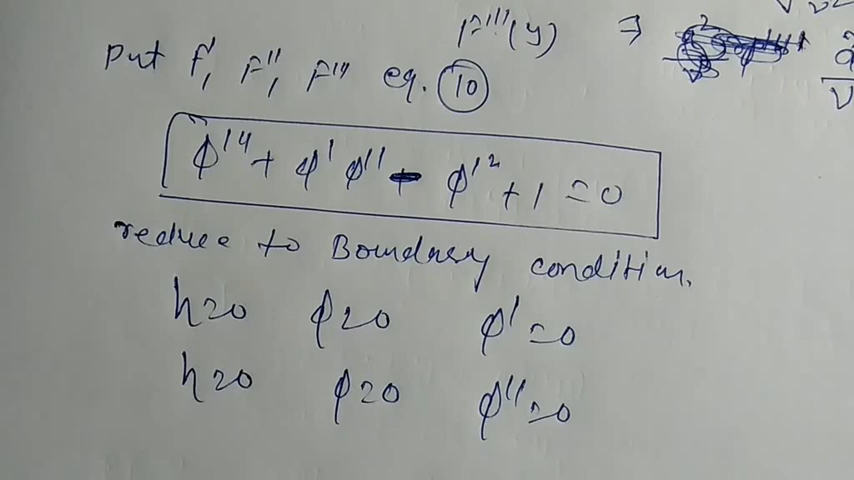 F'''(y) ⇒
Put f', F'', F''' eq. (10)
ϕ''' + ϕ' ϕ'' - ϕ'² + 1 = 0
reduce to Boundary condition.
η=0 ϕ=0 ϕ'=0
η=0 ϕ=0 ϕ''=0